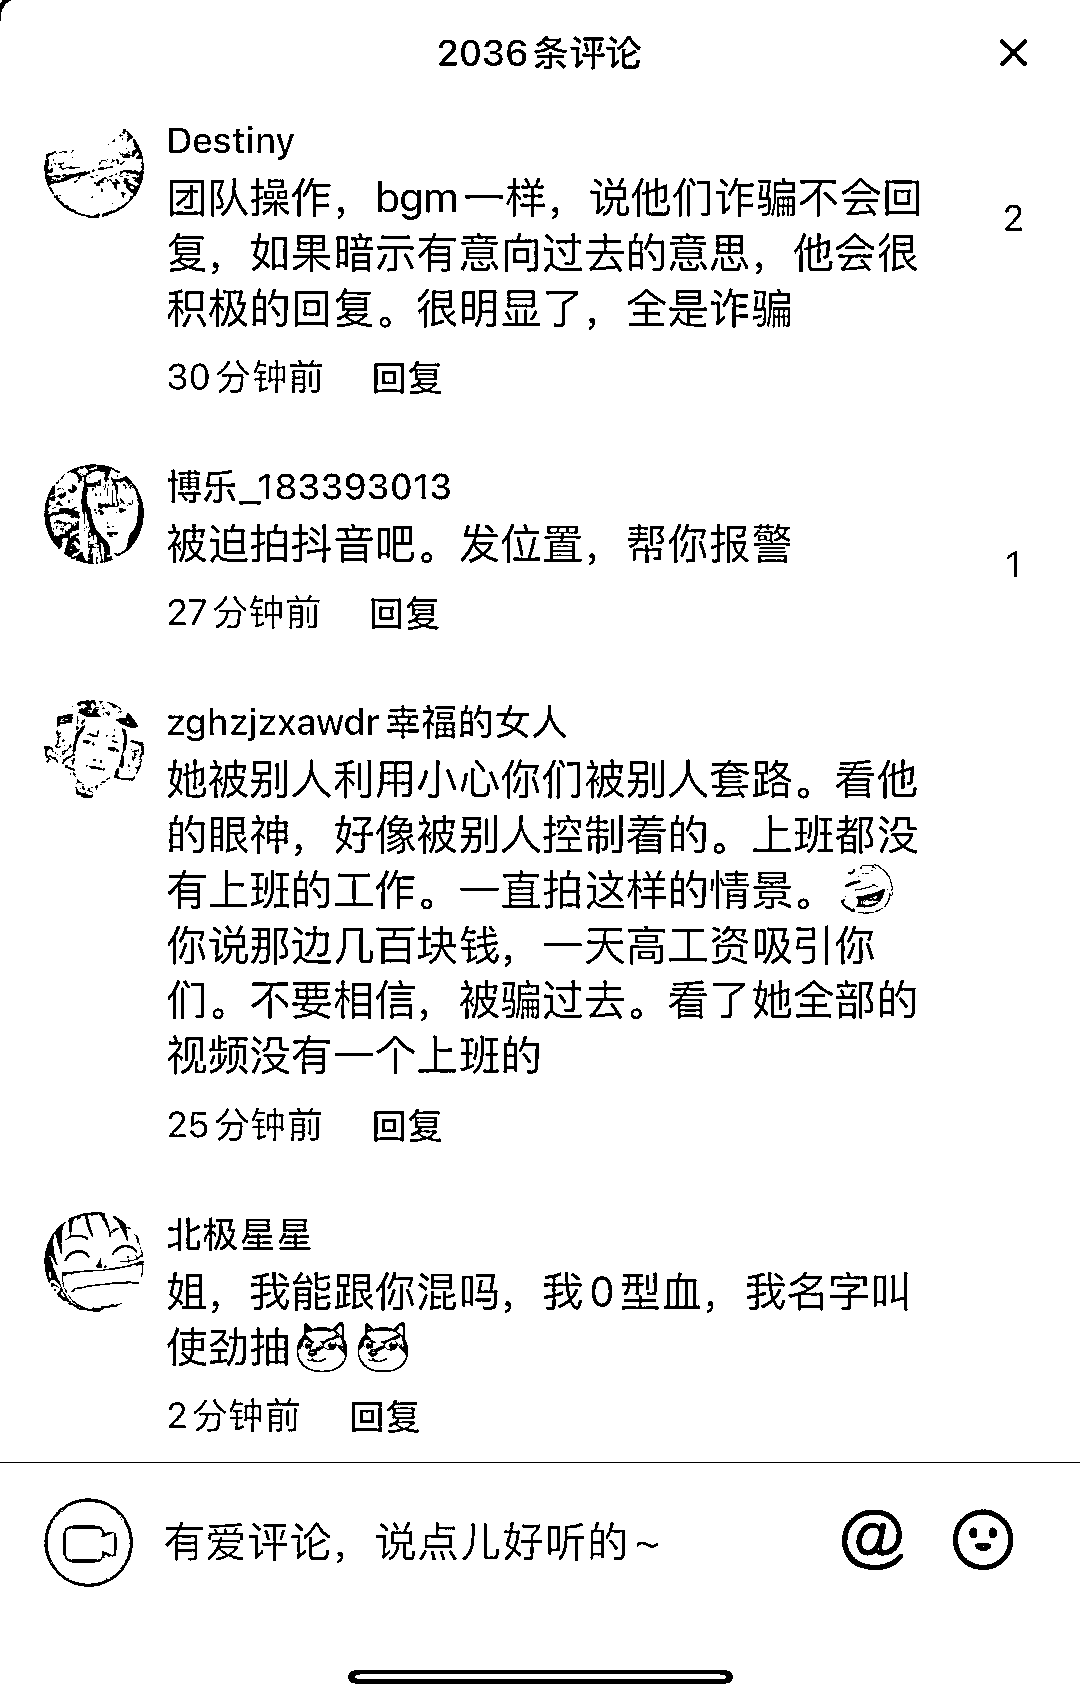 2036条评论
Destiny
团队操作，bgm一样，说他们诈骗不会回
复，如果暗示有意向过去的意思，他会很
积极的回复。很明显了，全是诈骗
2
30分钟前 回复
博乐_183393013
被迫拍抖音吧。发位置，帮你报警
1
27分钟前 回复
zghzjzxawdr幸福的女人
她被别人利用小心你们被别人套路。看他
的眼神，好像被别人控制着的。上班都没
有上班的工作。一直拍这样的情景。
你说那边几百块钱，一天高工资吸引你
们。不要相信，被骗过去。看了她全部的
视频没有一个上班的
25分钟前 回复
北极星星
姐，我能跟你混吗，我O型血，我名字叫
使劲抽
2分钟前 回复
有爱评论，说点儿好听的~ @